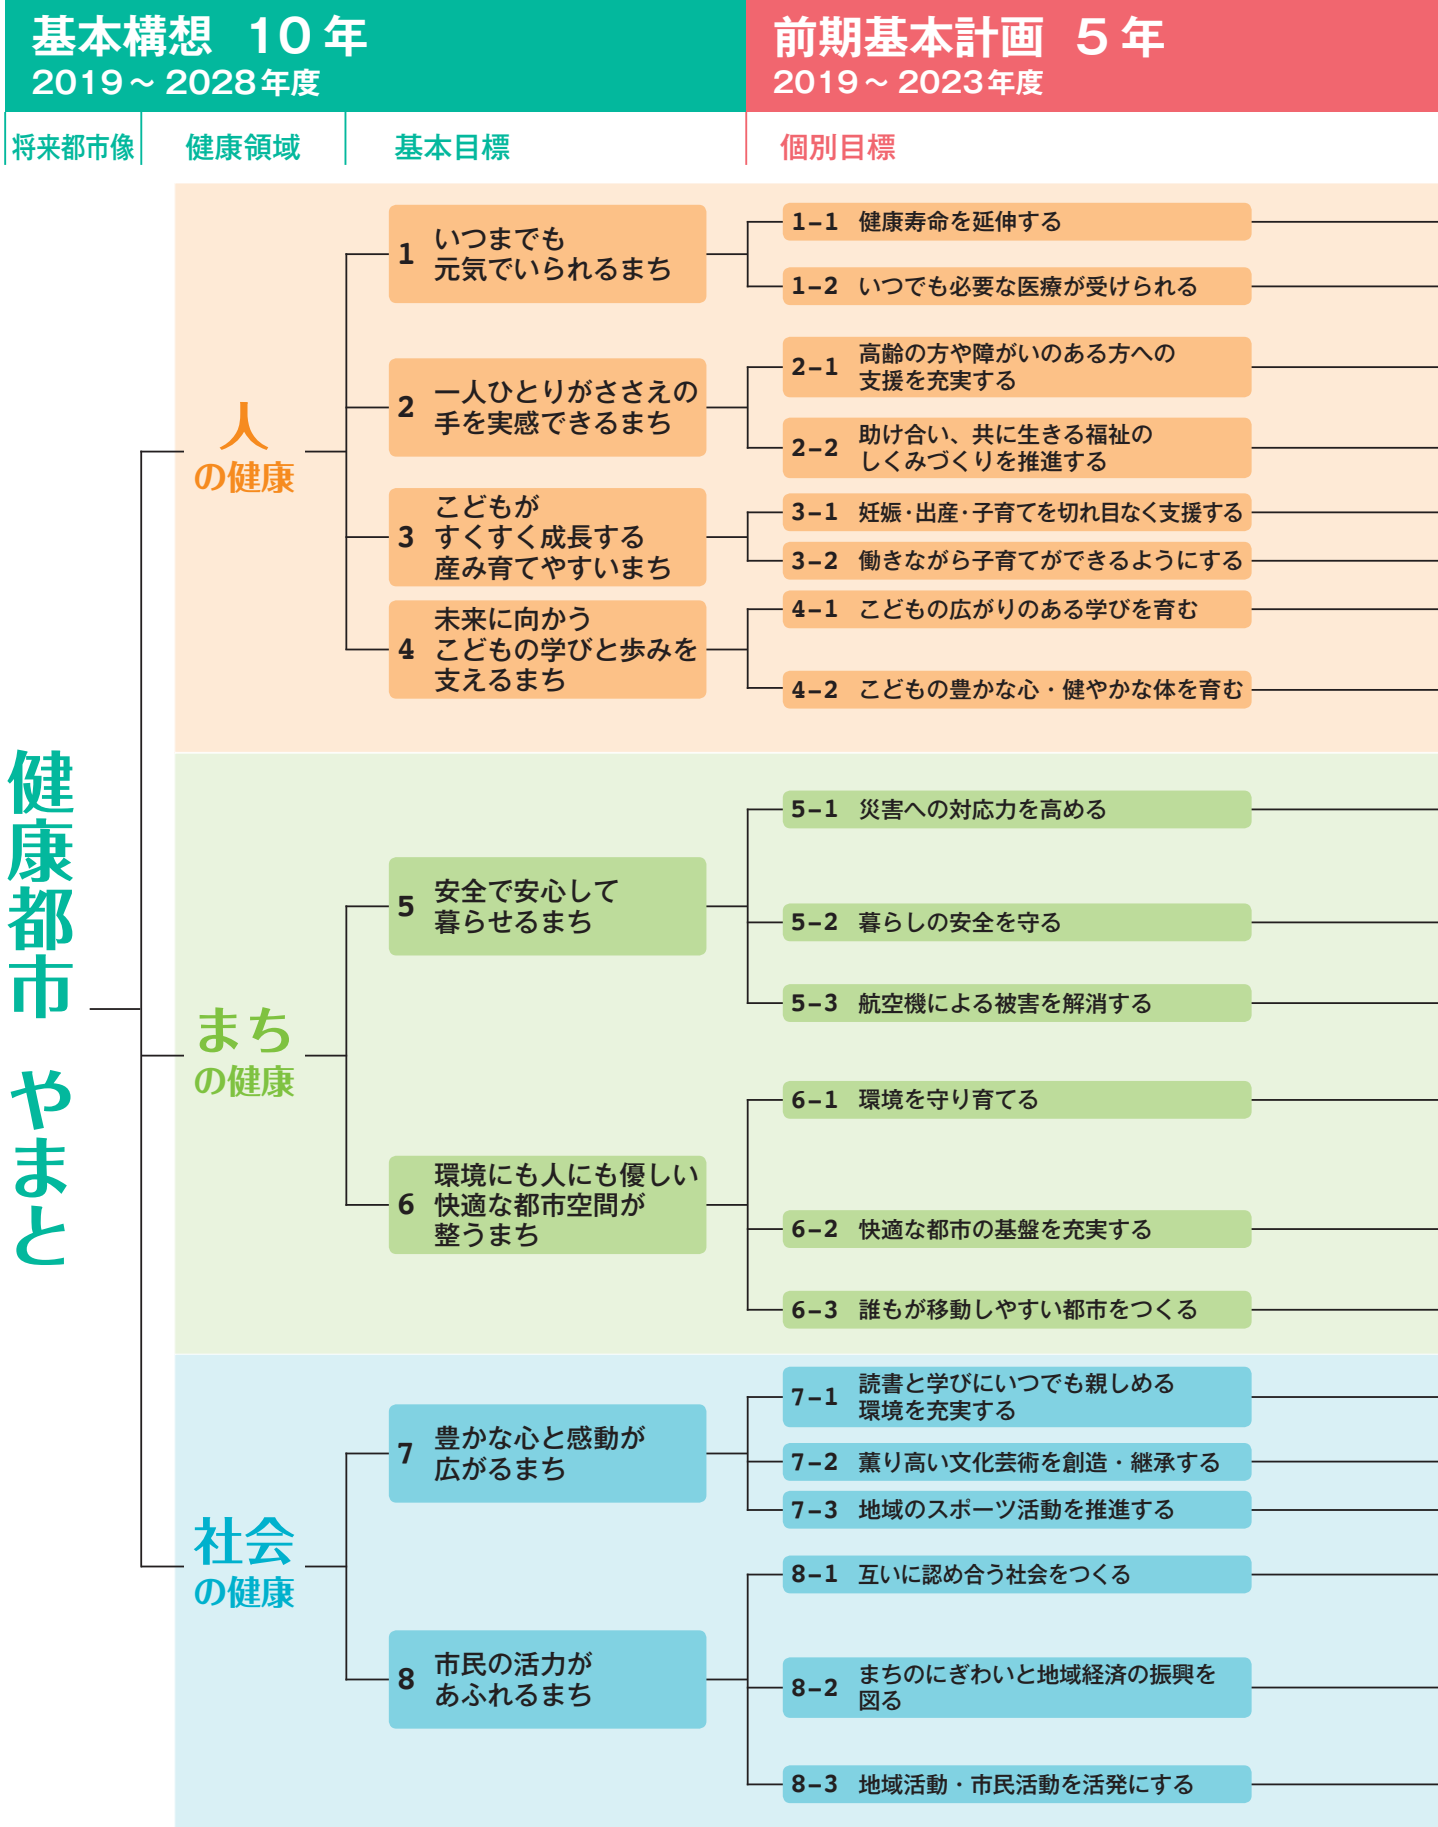 基本構想 10年
2019～2028年度
前期基本計画 5年
2019～2023年度
将来都市像
健康領域
基本目標
個別目標
健康都市 やまと
人
の健康
1 いつまでも
元気でいられるまち
1-1 健康寿命を延伸する
1-2 いつでも必要な医療が受けられる
2 一人ひとりがささえの
手を実感できるまち
2-1 高齢の方や障がいのある方への
支援を充実する
2-2 助け合い、共に生きる福祉の
しくみづくりを推進する
3 こどもが
すくすく成長する
産み育てやすいまち
3-1 妊娠・出産・子育てを切れ目なく支援する
3-2 働きながら子育てができるようにする
4 未来に向かう
こどもの学びと歩みを
支えるまち
4-1 こどもの広がりのある学びを育む
4-2 こどもの豊かな心・健やかな体を育む
まち
の健康
5 安全で安心して
暮らせるまち
5-1 災害への対応力を高める
5-2 暮らしの安全を守る
5-3 航空機による被害を解消する
6 環境にも人にも優しい
快適な都市空間が
整うまち
6-1 環境を守り育てる
6-2 快適な都市の基盤を充実する
6-3 誰もが移動しやすい都市をつくる
社会
の健康
7 豊かな心と感動が
広がるまち
7-1 読書と学びにいつでも親しめる
環境を充実する
7-2 薫り高い文化芸術を創造・継承する
7-3 地域のスポーツ活動を推進する
8 市民の活力が
あふれるまち
8-1 互いに認め合う社会をつくる
8-2 まちのにぎわいと地域経済の振興を
図る
8-3 地域活動・市民活動を活発にする